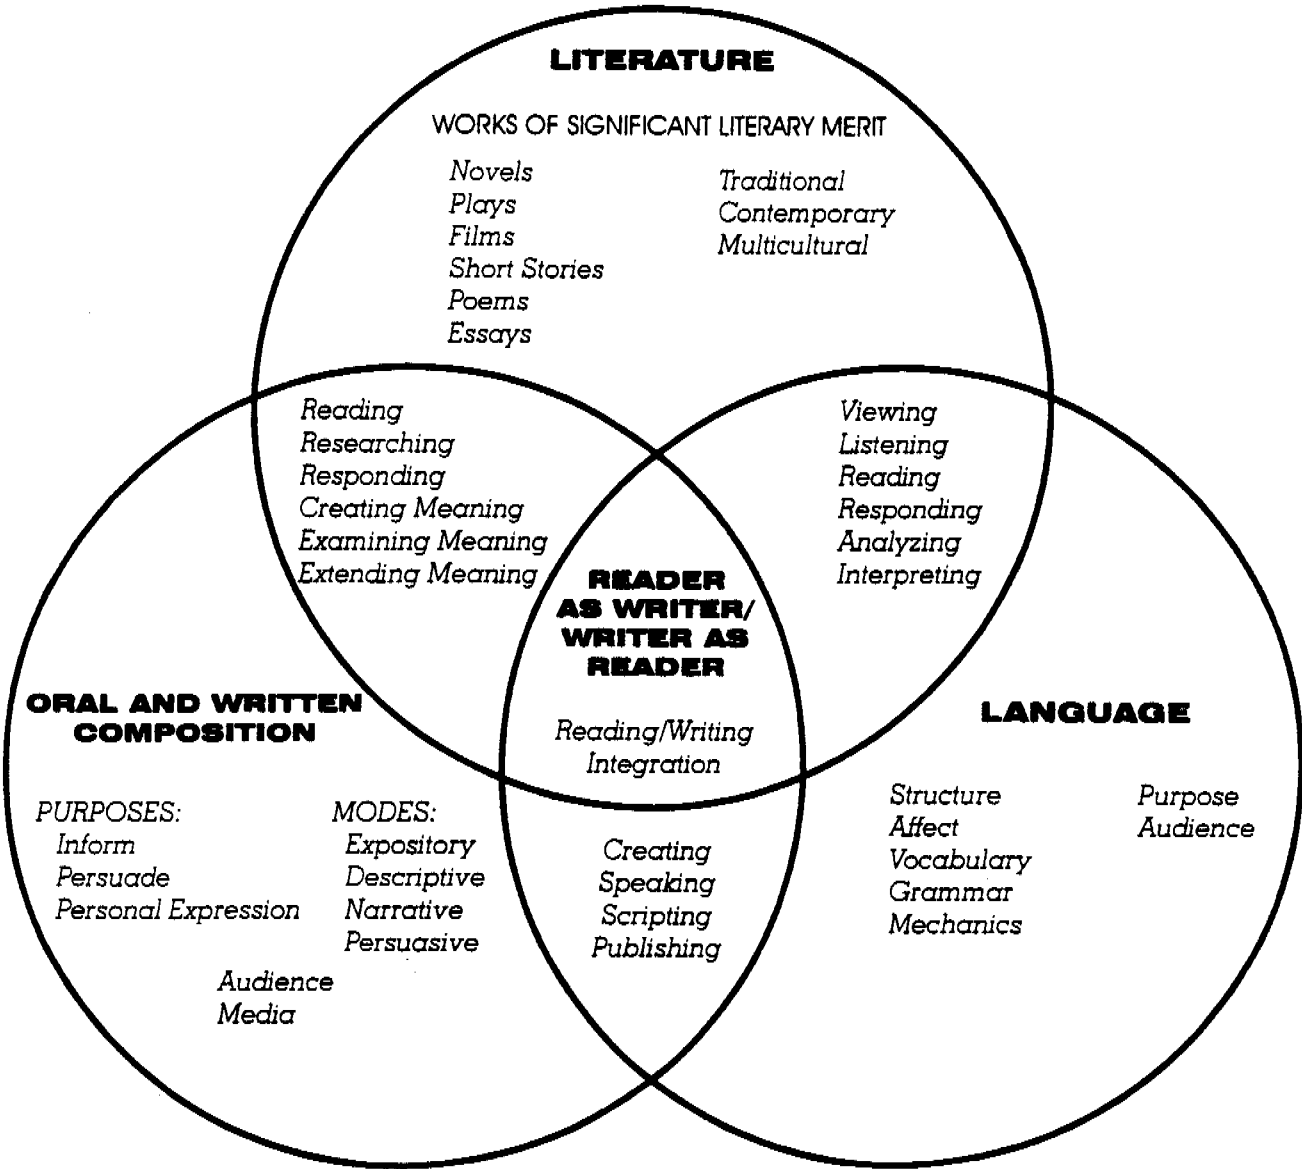 LITERATURE
WORKS OF SIGNIFICANT LITERARY MERIT
Novels
Plays
Films
Short Stories
Poems
Essays
Traditional
Contemporary
Multicultural
Reading
Researching
Responding
Creating Meaning
Examining Meaning
Extending Meaning
Viewing
Listening
Reading
Responding
Analyzing
Interpreting
READER
AS WRITER/
WRITER AS
READER
Reading/Writing
Integration
ORAL AND WRITTEN
COMPOSITION
PURPOSES:
Inform
Persuade
Personal Expression
MODES:
Expository
Descriptive
Narrative
Persuasive
Audience
Media
Creating
Speaking
Scripting
Publishing
LANGUAGE
Structure
Affect
Vocabulary
Grammar
Mechanics
Purpose
Audience